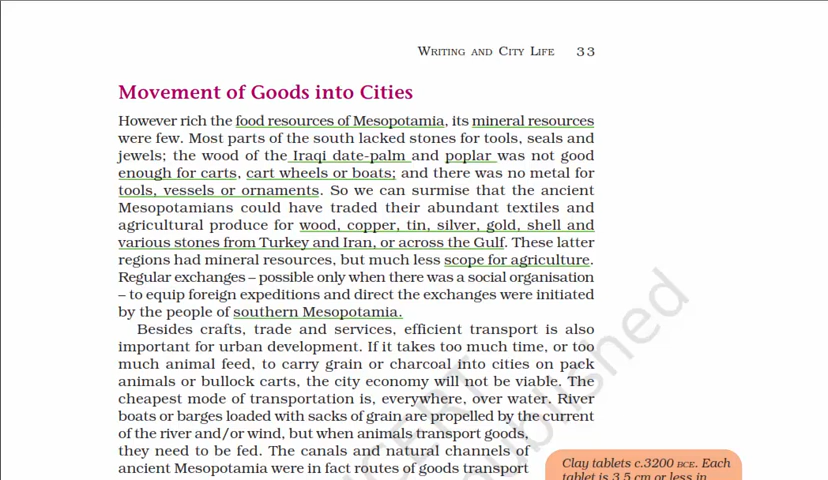 WRITING AND CITY LIFE 33
Movement of Goods into Cities
However rich the food resources of Mesopotamia, its mineral resources
were few. Most parts of the south lacked stones for tools, seals and
jewels; the wood of the Iraqi date-palm and poplar was not good
enough for carts, cart wheels or boats; and there was no metal for
tools, vessels or ornaments. So we can surmise that the ancient
Mesopotamians could have traded their abundant textiles and
agricultural produce for wood, copper, tin, silver, gold, shell and
various stones from Turkey and Iran, or across the Gulf. These latter
regions had mineral resources, but much less scope for agriculture.
Regular exchanges – possible only when there was a social organisation
– to equip foreign expeditions and direct the exchanges were initiated
by the people of southern Mesopotamia.
Besides crafts, trade and services, efficient transport is also
important for urban development. If it takes too much time, or too
much animal feed, to carry grain or charcoal into cities on pack
animals or bullock carts, the city economy will not be viable. The
cheapest mode of transportation is, everywhere, over water. River
boats or barges loaded with sacks of grain are propelled by the current
of the river and/or wind, but when animals transport goods,
they need to be fed. The canals and natural channels of
ancient Mesopotamia were in fact routes of goods transport
Clay tablets c.3200 BCE. Each
tablet is 3.5 cm or less in
NCERT
published